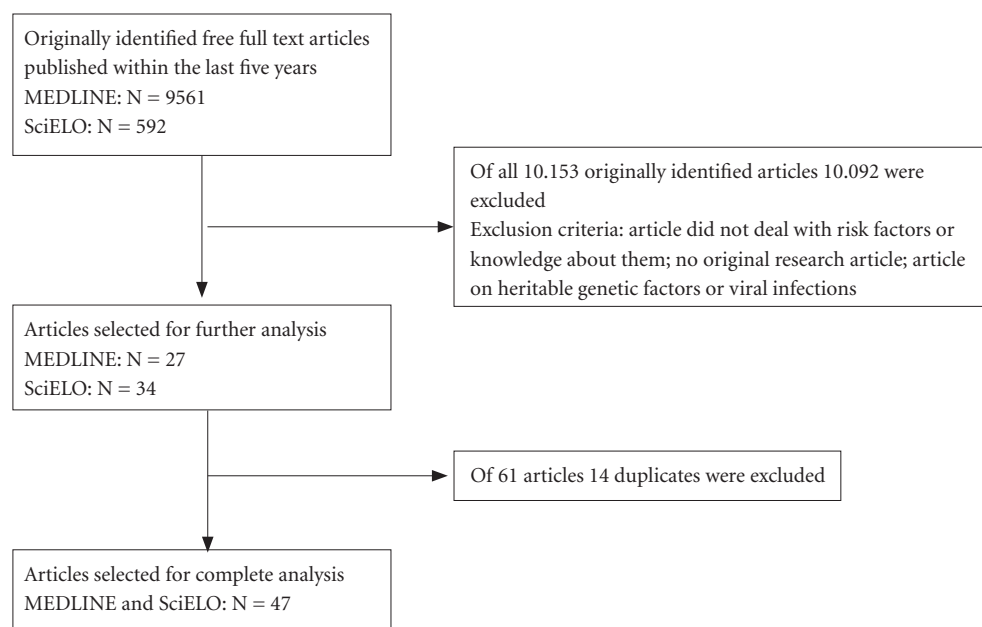 Originally identified free full text articles
published within the last five years
MEDLINE: N = 9561
SciELO: N = 592
Of all 10.153 originally identified articles 10.092 were
excluded
Exclusion criteria: article did not deal with risk factors or
knowledge about them; no original research article; article
on heritable genetic factors or viral infections
Articles selected for further analysis
MEDLINE: N = 27
SciELO: N = 34
Of 61 articles 14 duplicates were excluded
Articles selected for complete analysis
MEDLINE and SciELO: N = 47